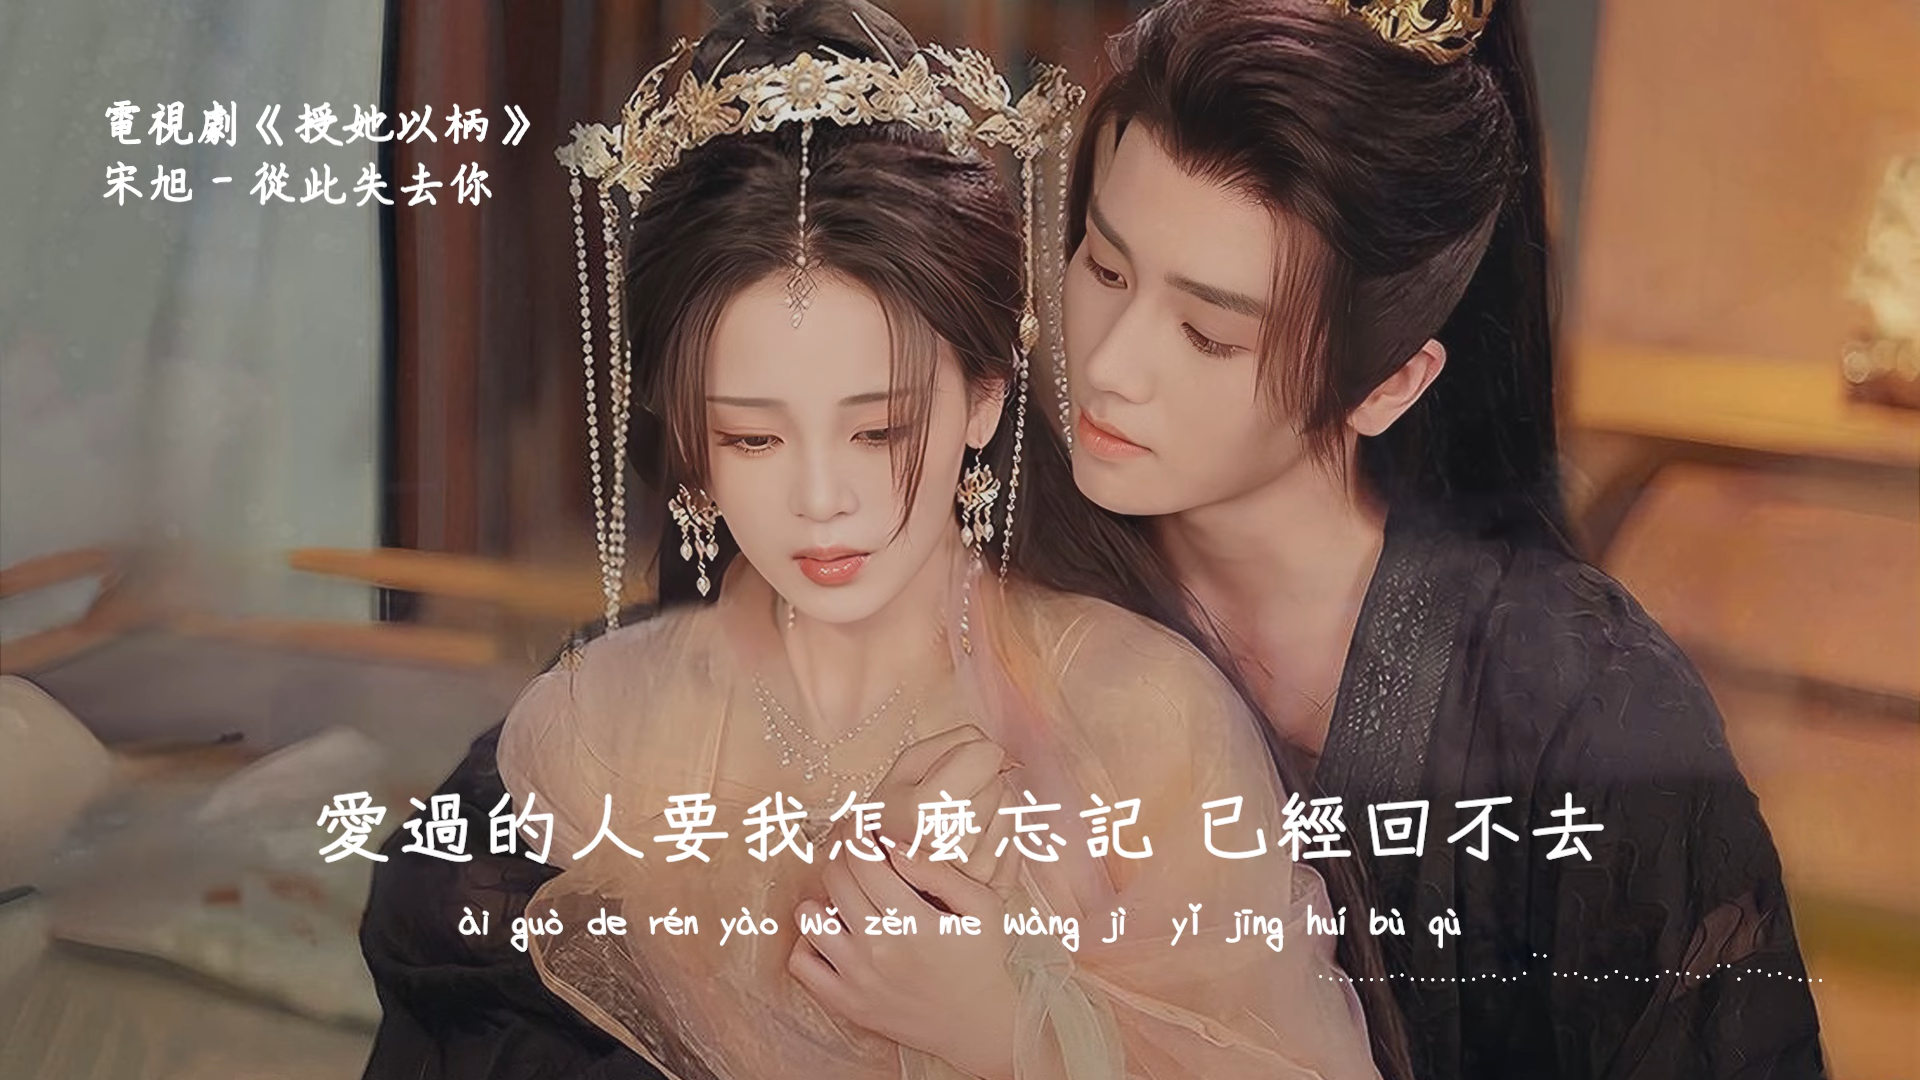 電視劇《授她以柄》
宋旭 - 從此失去你
愛過的人要我怎麼忘記 已經回不去
ài guò de rén yào wǒ zěn me wàng jì yǐ jīng huí bù qù